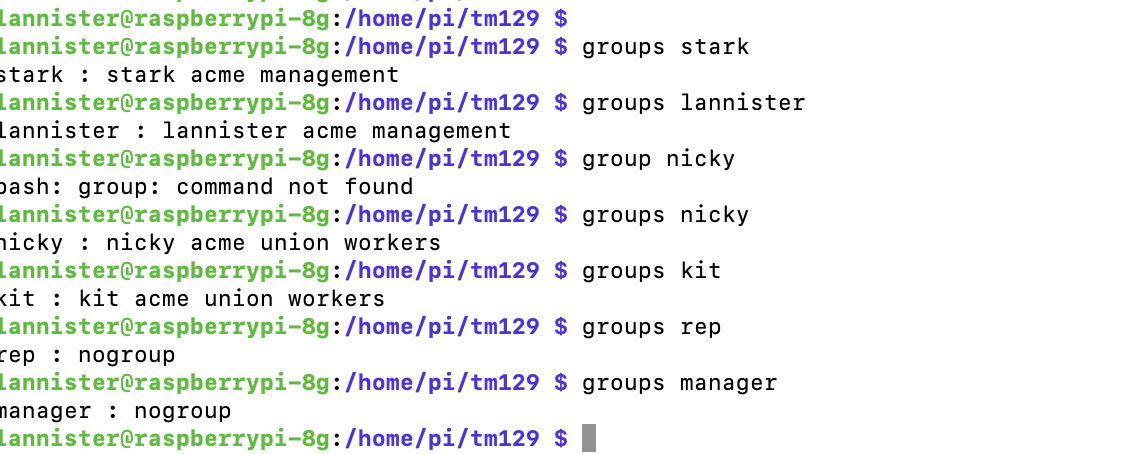 lannister@raspberrypi-8g:/home/pi/tm129 $
lannister@raspberrypi-8g:/home/pi/tm129 $ groups stark
stark : stark acme management
lannister@raspberrypi-8g:/home/pi/tm129 $ groups lannister
lannister : lannister acme management
lannister@raspberrypi-8g:/home/pi/tm129 $ group nicky
bash: group: command not found
lannister@raspberrypi-8g:/home/pi/tm129 $ groups nicky
nicky : nicky acme union workers
lannister@raspberrypi-8g:/home/pi/tm129 $ groups kit
kit : kit acme union workers
lannister@raspberrypi-8g:/home/pi/tm129 $ groups rep
rep : nogroup
lannister@raspberrypi-8g:/home/pi/tm129 $ groups manager
manager : nogroup
lannister@raspberrypi-8g:/home/pi/tm129 $